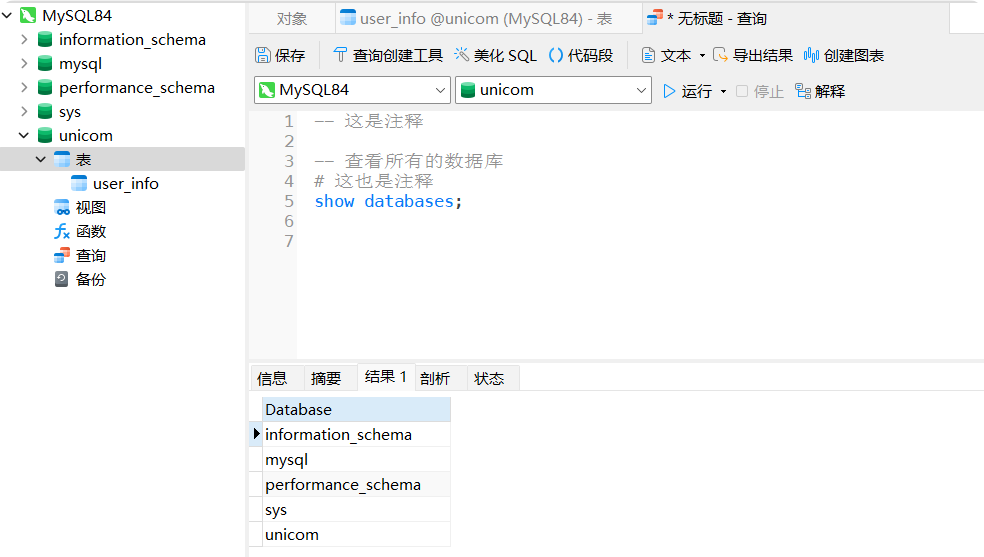 MySQL84
information_schema
mysql
performance_schema
sys
unicom
表
user_info
视图
函数
查询
备份
对象
user_info @unicom (MySQL84) - 表
* 无标题 - 查询
保存
查询创建工具
美化 SQL
代码段
文本
导出结果
创建图表
MySQL84
unicom
运行
停止
解释
1 -- 这是注释
2
3 -- 查看所有的数据库
4 # 这也是注释
5 show databases;
6
7
信息
摘要
结果 1
剖析
状态
Database
information_schema
mysql
performance_schema
sys
unicom